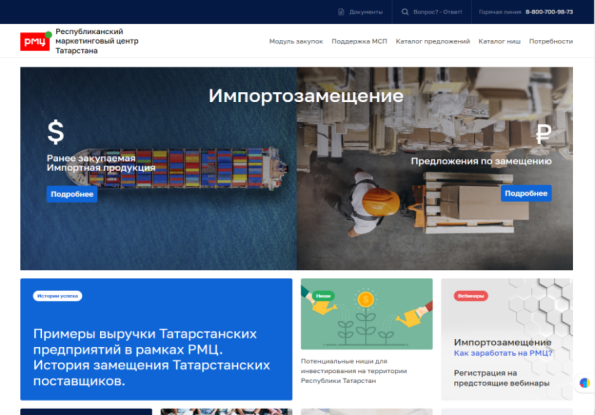 Документы
Вопрос? - Ответ!
Горячая линия 8-800-700-98-73
рмц
Республиканский
маркетинговый центр
Татарстана
Модуль закупок
Поддержка МСП
Каталог предложений
Каталог ниш
Потребности
Импортозамещение
$
Ранее закупаемая
Импортная продукция
Подробнее
₽
Предложения по замещению
Подробнее
Истории успеха
Примеры выручки Татарстанских
предприятий в рамках РМЦ.
История замещения Татарстанских
поставщиков.
Ниши
Потенциальные ниши для
инвестирования на территории
Республики Татарстан
Вебинары
Импортозамещение
Как заработать на РМЦ?
Регистрация на
предстоящие вебинары